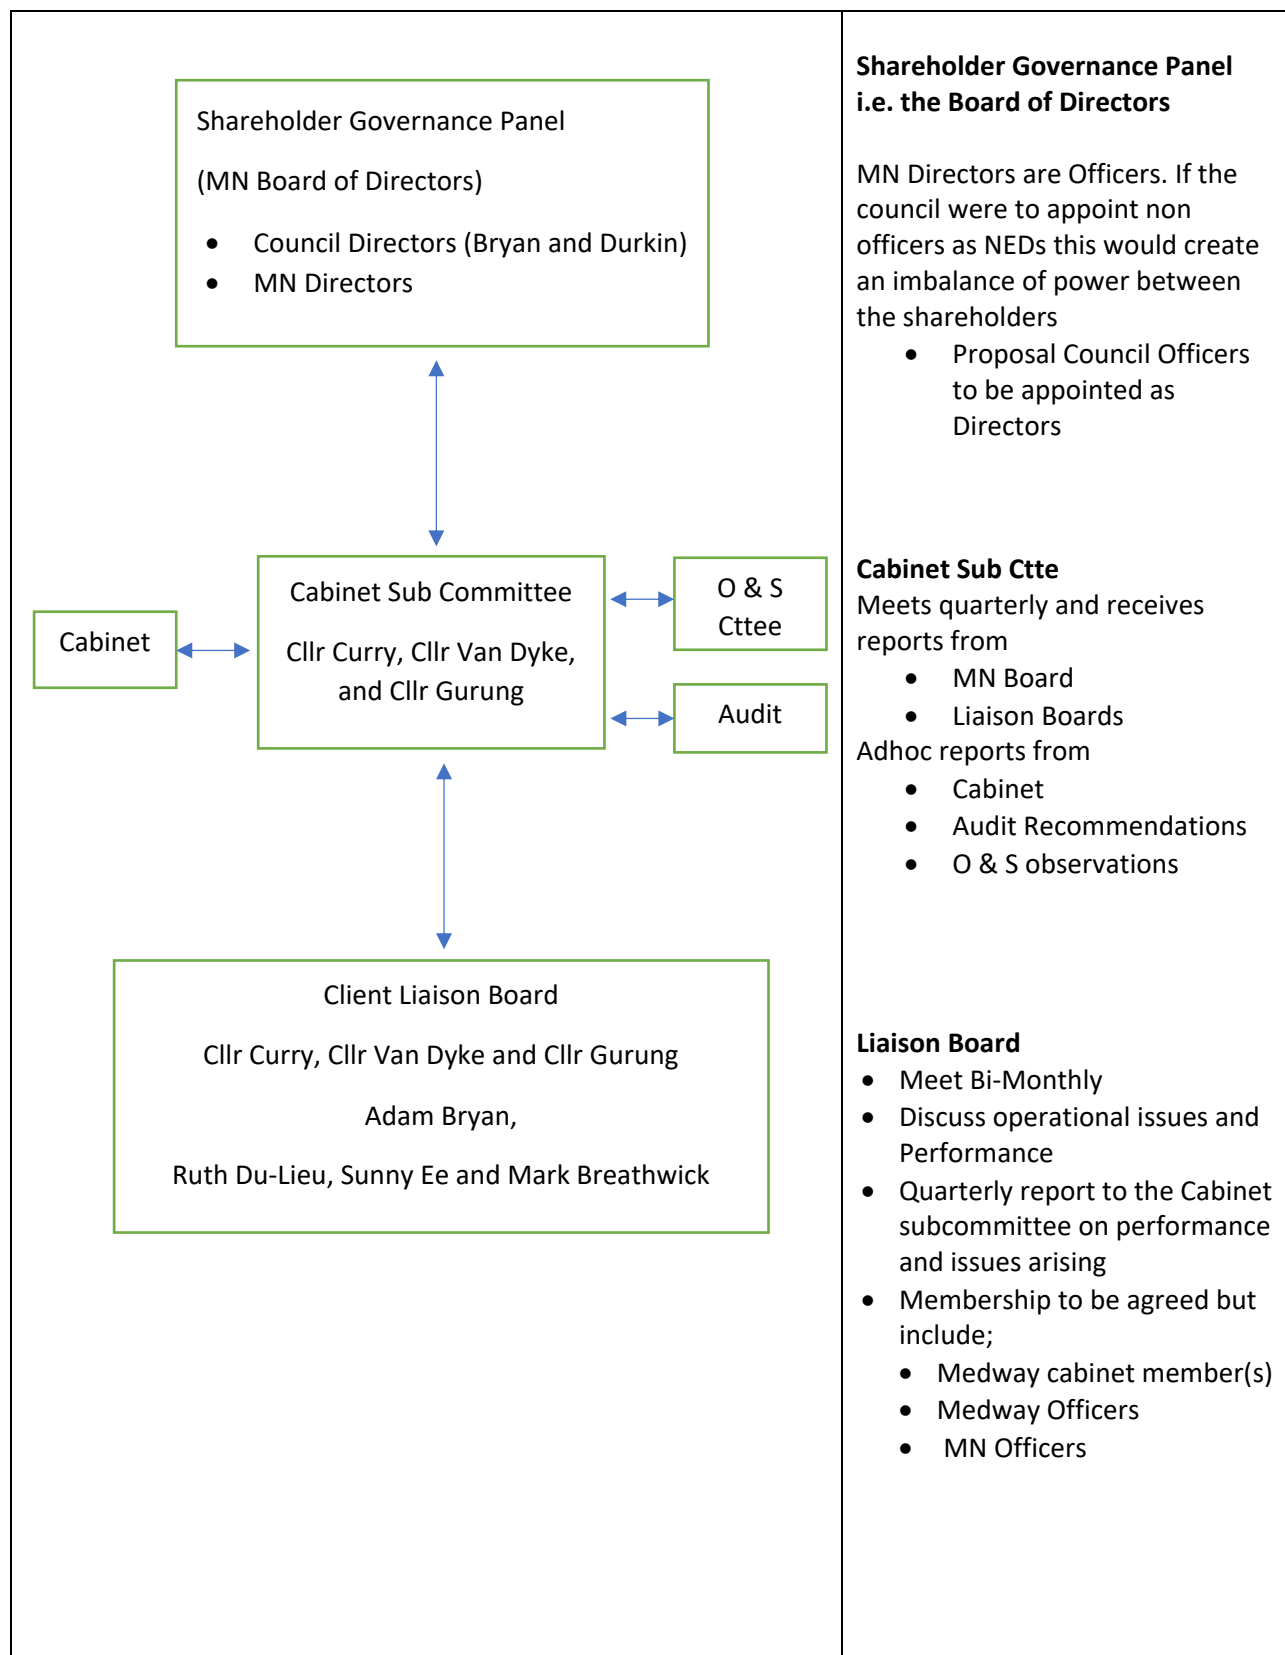 Shareholder Governance Panel
(MN Board of Directors)
• Council Directors (Bryan and Durkin)
• MN Directors
Cabinet
Cabinet Sub Committee
Cllr Curry, Cllr Van Dyke,
and Cllr Gurung
O & S
Cttee
Audit
Client Liaison Board
Cllr Curry, Cllr Van Dyke and Cllr Gurung
Adam Bryan,
Ruth Du-Lieu, Sunny Ee and Mark Breathwick
Shareholder Governance Panel
i.e. the Board of Directors
MN Directors are Officers. If the
council were to appoint non
officers as NEDs this would create
an imbalance of power between
the shareholders
• Proposal Council Officers
to be appointed as
Directors
Cabinet Sub Ctte
Meets quarterly and receives
reports from
• MN Board
• Liaison Boards
Adhoc reports from
• Cabinet
• Audit Recommendations
• O & S observations
Liaison Board
• Meet Bi-Monthly
• Discuss operational issues and
Performance
• Quarterly report to the Cabinet
subcommittee on performance
and issues arising
• Membership to be agreed but
include;
• Medway cabinet member(s)
• Medway Officers
• MN Officers